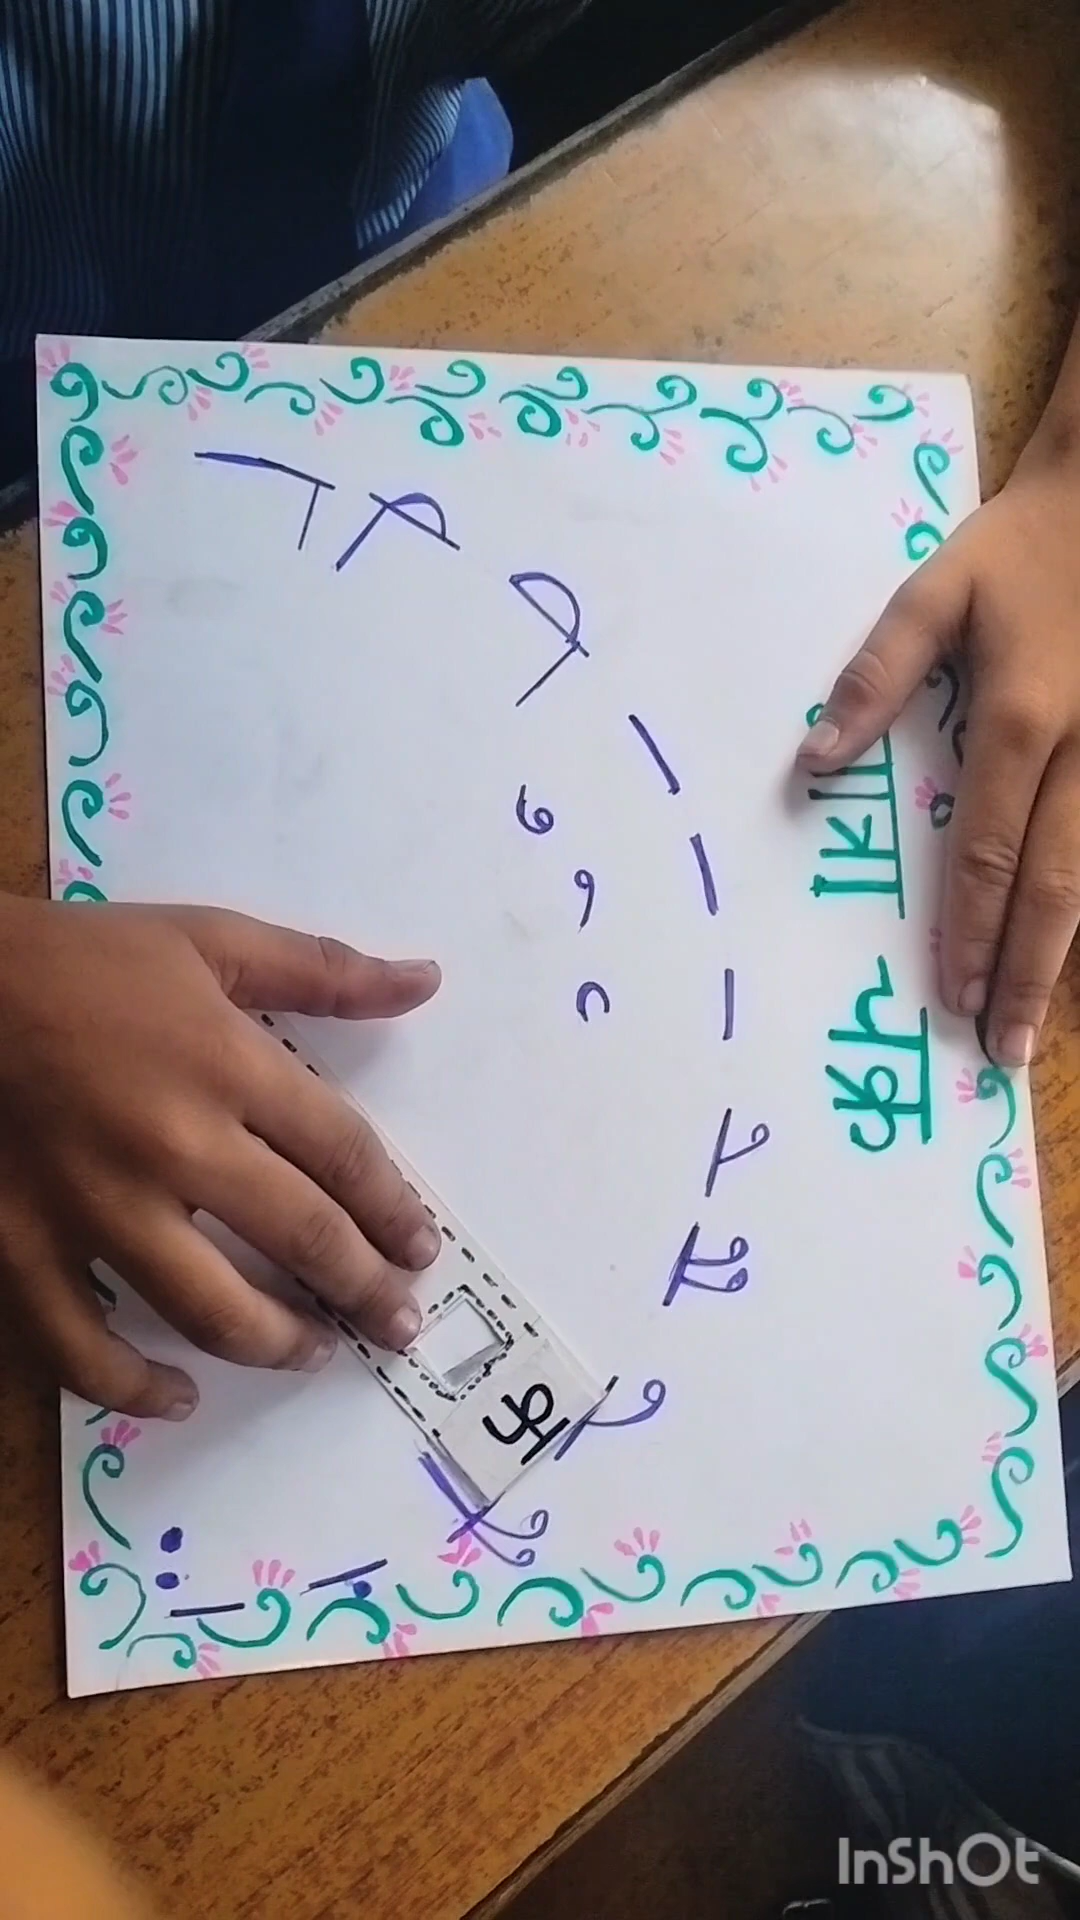 मात्रा चक्र
ा ि ी
ु ू ृ
े ै ो ौ ं ः
क
InShOt